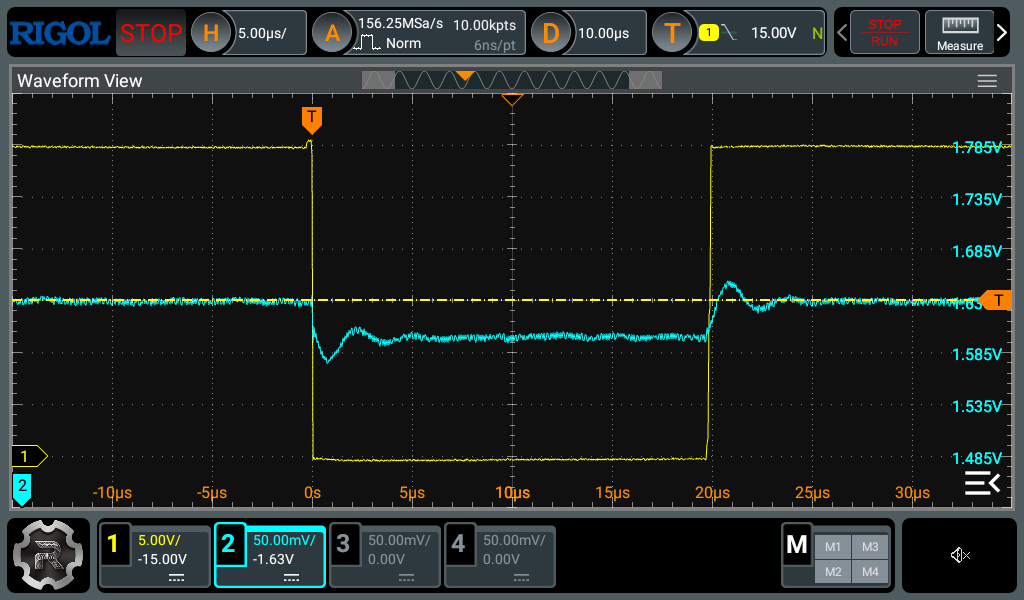 RIGOL STOP H 5.00μs/ A 156.25MSa/s 10.00kpts Norm 6ns/pt D 10.00μs T 1 15.00V N STOP RUN Measure
Waveform View
T
1.785V
1.735V
1.685V
T
1.585V
1.535V
1
1.485V
2
-10μs -5μs 0s 5μs 10μs 15μs 20μs 25μs 30μs
1 5.00V/ -15.00V 2 50.00mV/ -1.63V 3 50.00mV/ 0.00V 4 50.00mV/ 0.00V M M1 M3 M2 M4
R